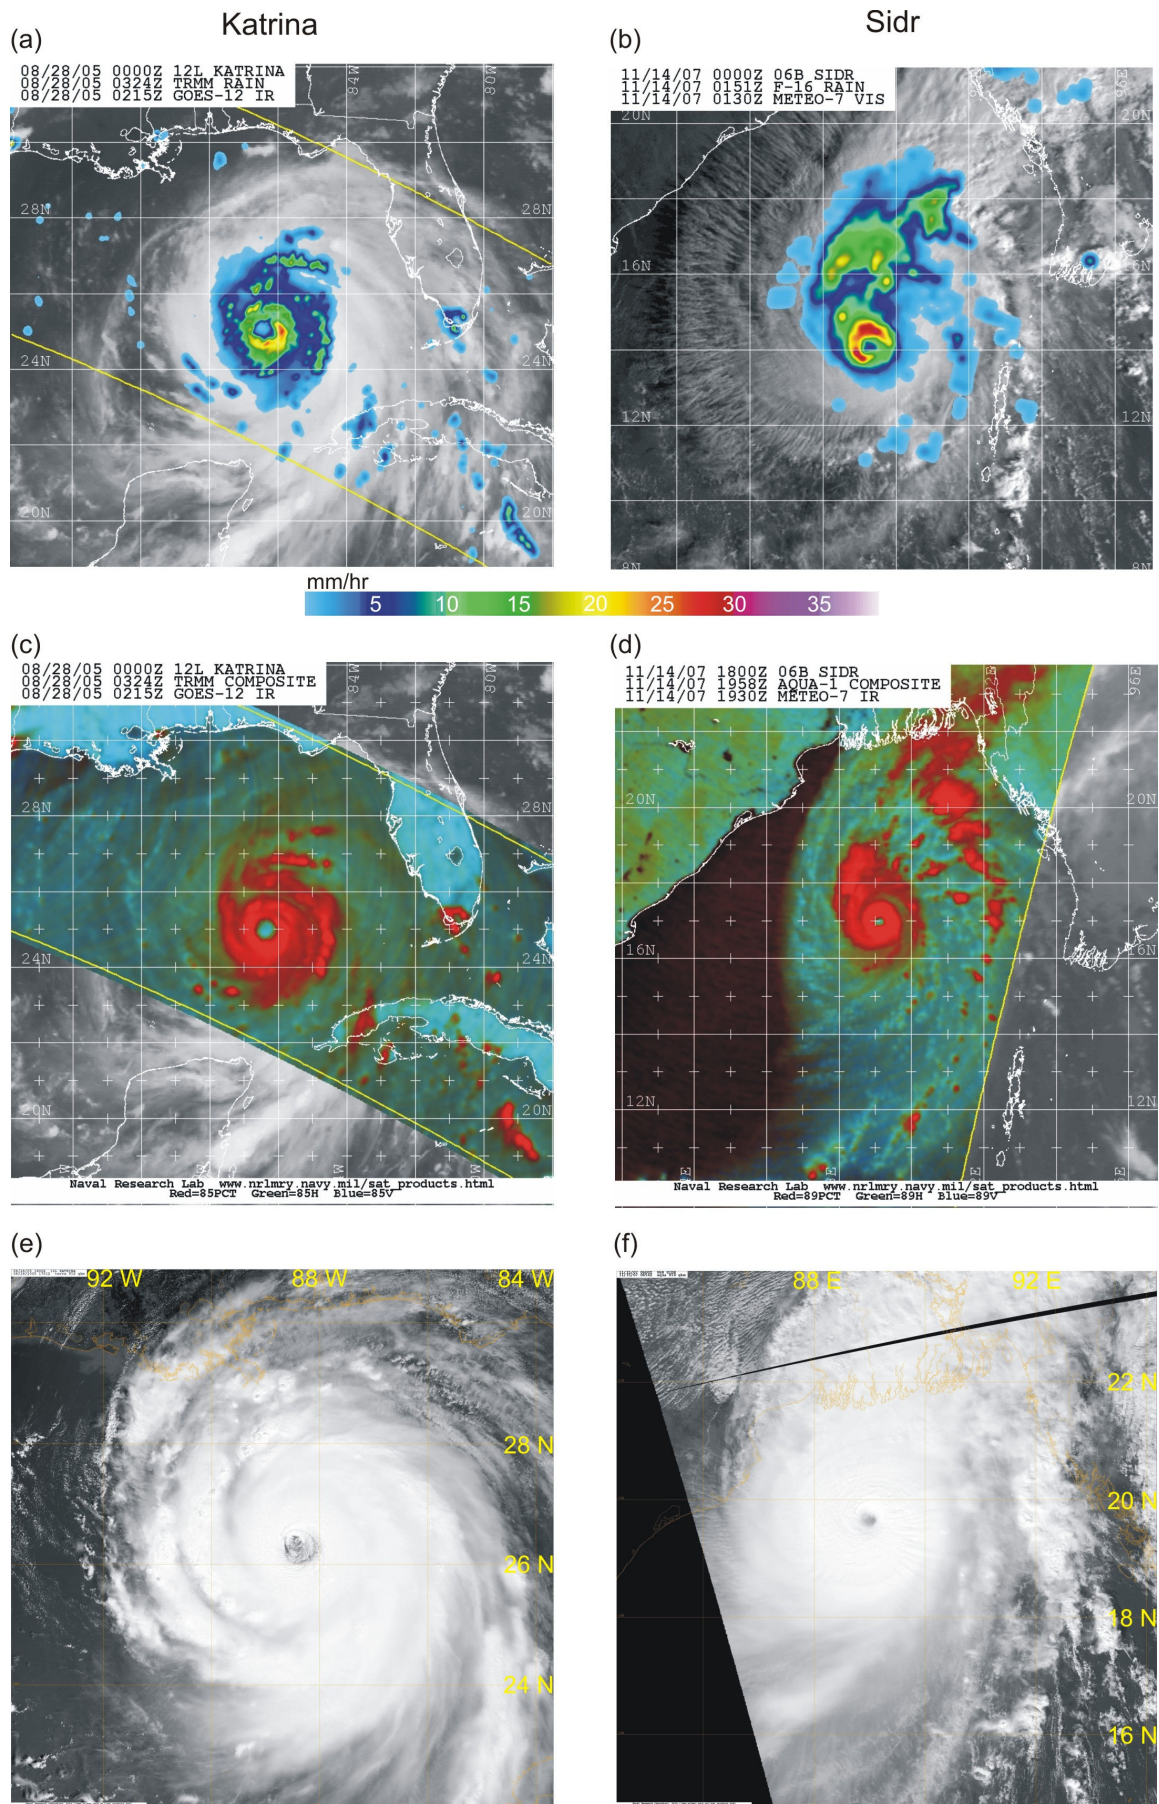 Katrina
Sidr
(a)
08/28/05 0000Z 12L KATRINA
08/28/05 0324Z TRMM RAIN
08/28/05 0215Z GOES-12 IR
84W
80W
28N
24N
20N
(b)
11/14/07 0000Z 06B SIDR
11/14/07 0151Z F-16 RAIN
11/14/07 0130Z METEO-7 VIS
96E
20N
20N
16N
16N
12N
12N
8N
8N
mm/hr
5 10 15 20 25 30 35
(c)
08/28/05 0000Z 12L KATRINA
08/28/05 0324Z TRMM COMPOSITE
08/28/05 0215Z GOES-12 IR
84W
80W
28N
24N
20N
Naval Research Lab www.nrlmry.navy.mil/sat_products.html
Red=85PCT Green=85H Blue=85V
(d)
11/14/07 1800Z 06B SIDR
11/14/07 1958Z AQUA-1 COMPOSITE
11/14/07 1930Z METEO-7 IR
92E
96E
20N
20N
16N
16N
12N
12N
Naval Research Lab www.nrlmry.navy.mil/sat_products.html
Red=89PCT Green=89H Blue=89V
(e)
92 W 88 W 84 W
28 N
26 N
24 N
(f)
88 E 92 E
22 N
20 N
18 N
16 N